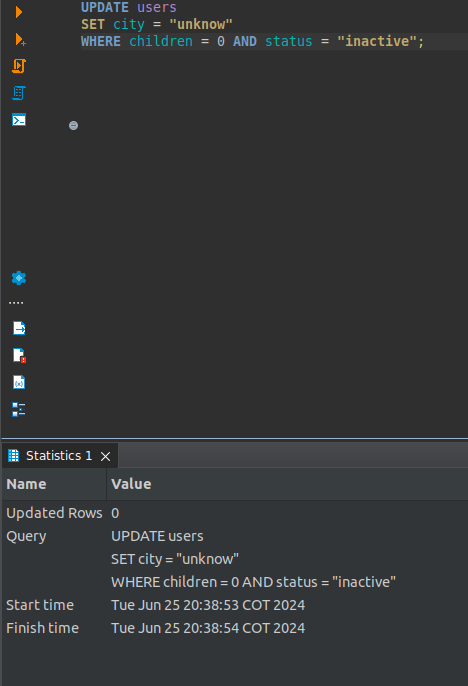 UPDATE users
SET city = "unknow"
WHERE children = 0 AND status = "inactive";
Statistics 1
Name Value
Updated Rows 0
Query UPDATE users
SET city = "unknow"
WHERE children = 0 AND status = "inactive"
Start time Tue Jun 25 20:38:53 COT 2024
Finish time Tue Jun 25 20:38:54 COT 2024